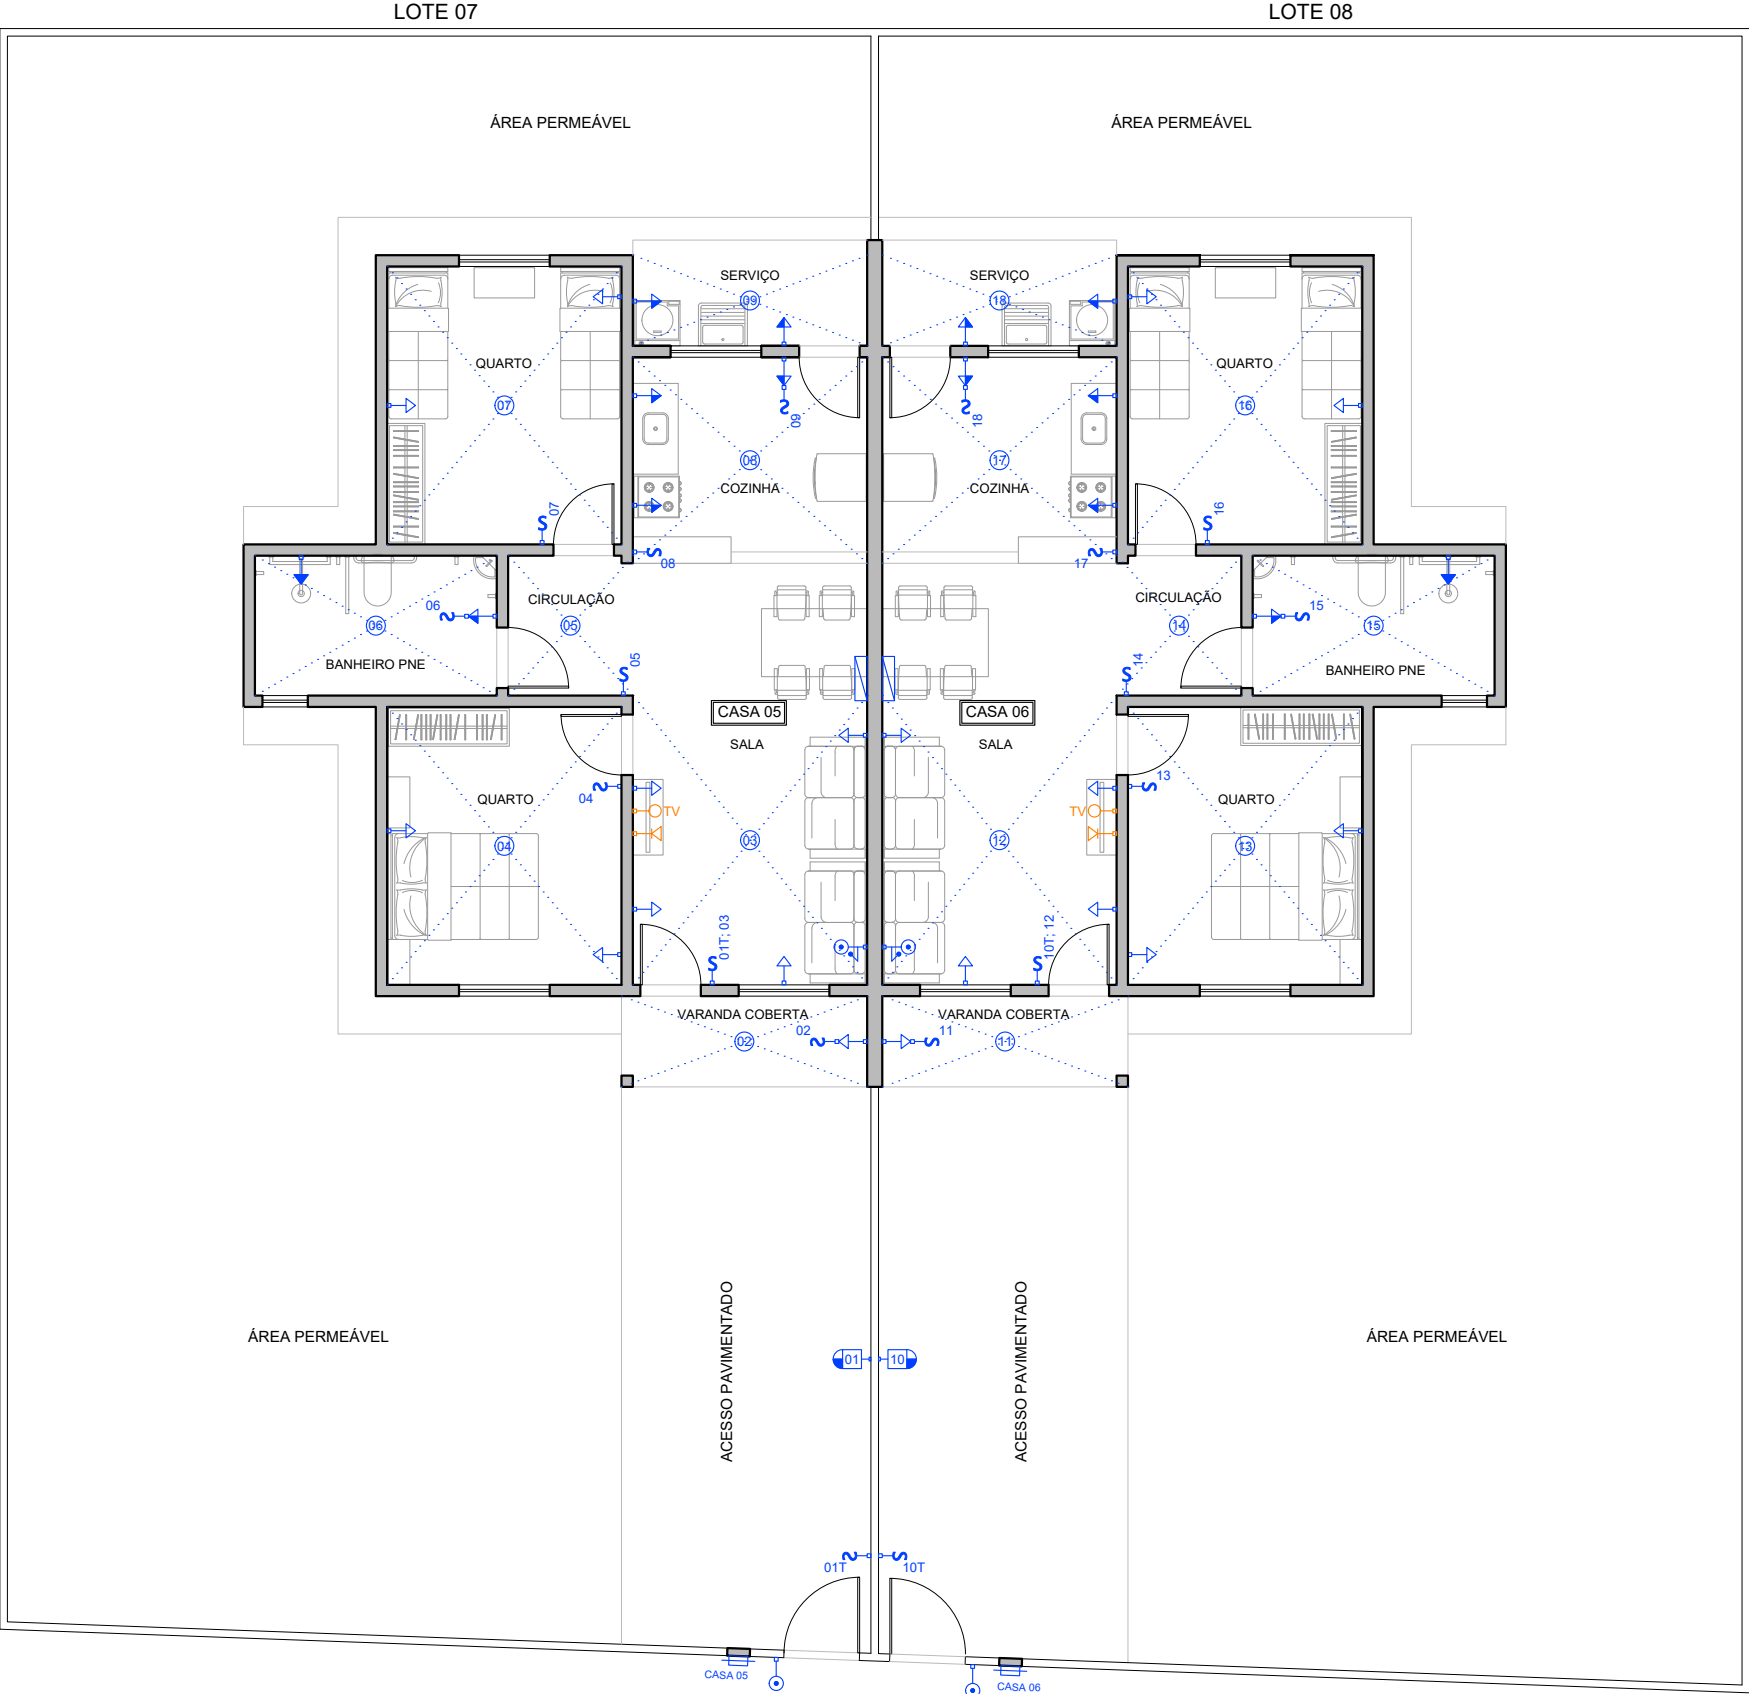 LOTE 07
LOTE 08
ÁREA PERMEÁVEL
ÁREA PERMEÁVEL
SERVIÇO
SERVIÇO
09
18
QUARTO
QUARTO
07
16
09
18
08
17
COZINHA
COZINHA
07
16
08
17
CIRCULAÇÃO
CIRCULAÇÃO
06
15
06
05
14
15
BANHEIRO PNE
BANHEIRO PNE
05
14
CASA 05
CASA 06
SALA
SALA
04
13
QUARTO
QUARTO
TV
TV
04
03
12
13
01T; 03
10T; 12
VARANDA COBERTA
VARANDA COBERTA
02
11
02
11
ÁREA PERMEÁVEL
ÁREA PERMEÁVEL
ACESSO PAVIMENTADO
ACESSO PAVIMENTADO
01
10
01T
10T
CASA 05
CASA 06